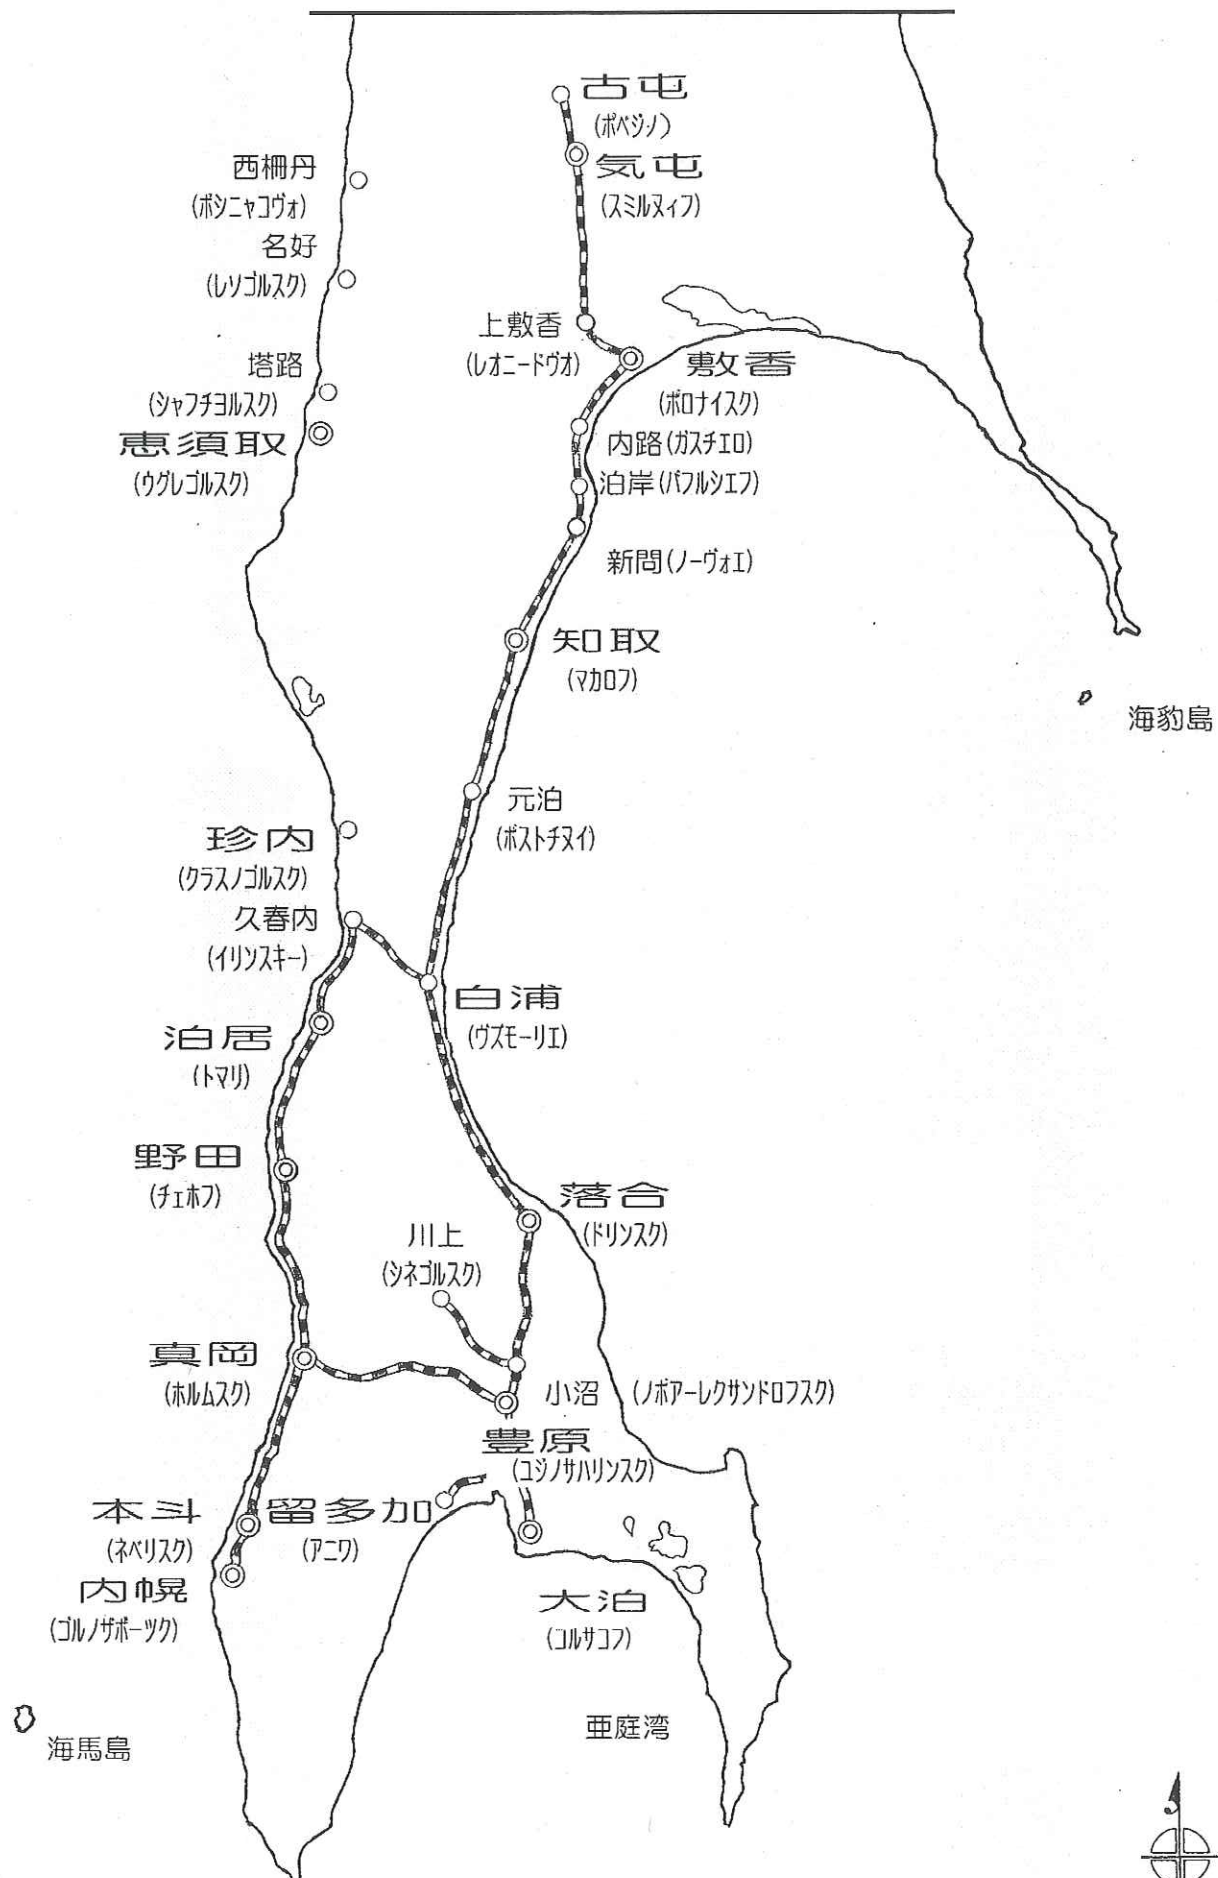 古屯
(ポベジノ)
気屯
(スミルヌィフ)
西柵丹
(ボシニャコヴォ)
名好
(レソゴルスク)
上敷香
(レオニードヴォ)
敷香
(ポロナイスク)
塔路
(シャフチヨルスク)
恵須取
(ウグレゴルスク)
内路(ガスチエロ)
泊岸(バフルシエフ)
新問(ノーヴォエ)
知取
(マカロフ)
海豹島
元泊
(ボストチヌイ)
珍内
(クラスノゴルスク)
久春内
(イリンスキー)
白浦
(ヴズモーリエ)
泊居
(トマリ)
野田
(チェホフ)
落合
(ドリンスク)
川上
(シネゴルスク)
真岡
(ホルムスク)
小沼 (ノボアーレクサンドロフスク)
豊原
(ユジノサハリンスク)
本斗
(ネベリスク)
留多加
(アニワ)
内幌
(ゴルノザボーツク)
大泊
(コルサコフ)
亜庭湾
海馬島